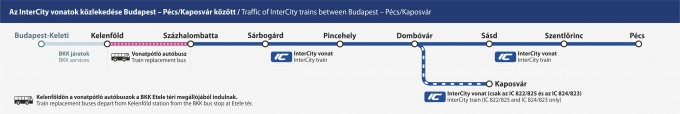 Az InterCity vonatok közlekedése Budapest – Pécs/Kaposvár között / Traffic of InterCity trains between Budapest – Pécs/Kaposvár
Budapest-Keleti
Kelenföld
Százhalombatta
Sárbogárd
Pincehely
Dombóvár
Sásd
Szentlőrinc
Pécs
BKK járatok
BKK services
Vonatpótló autóbusz
Train replacement bus
IC
InterCity vonat
InterCity train
IC
InterCity vonat
InterCity train
Kaposvár
IC
InterCity vonat (csak az IC 822/825 és az IC 824/823)
InterCity train (IC 822/825 and IC 824/823 only)
Kelenföldön a vonatpótló autóbuszok a BKK Etele téri megállójából indulnak.
Train replacement buses depart from Kelenföld station from the BKK bus stop at Etele tér.